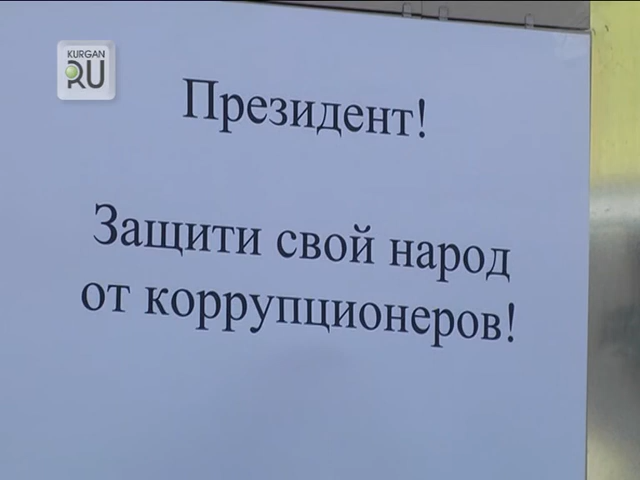 KURGAN
RU
Президент!
Защити свой народ
от коррупционеров!